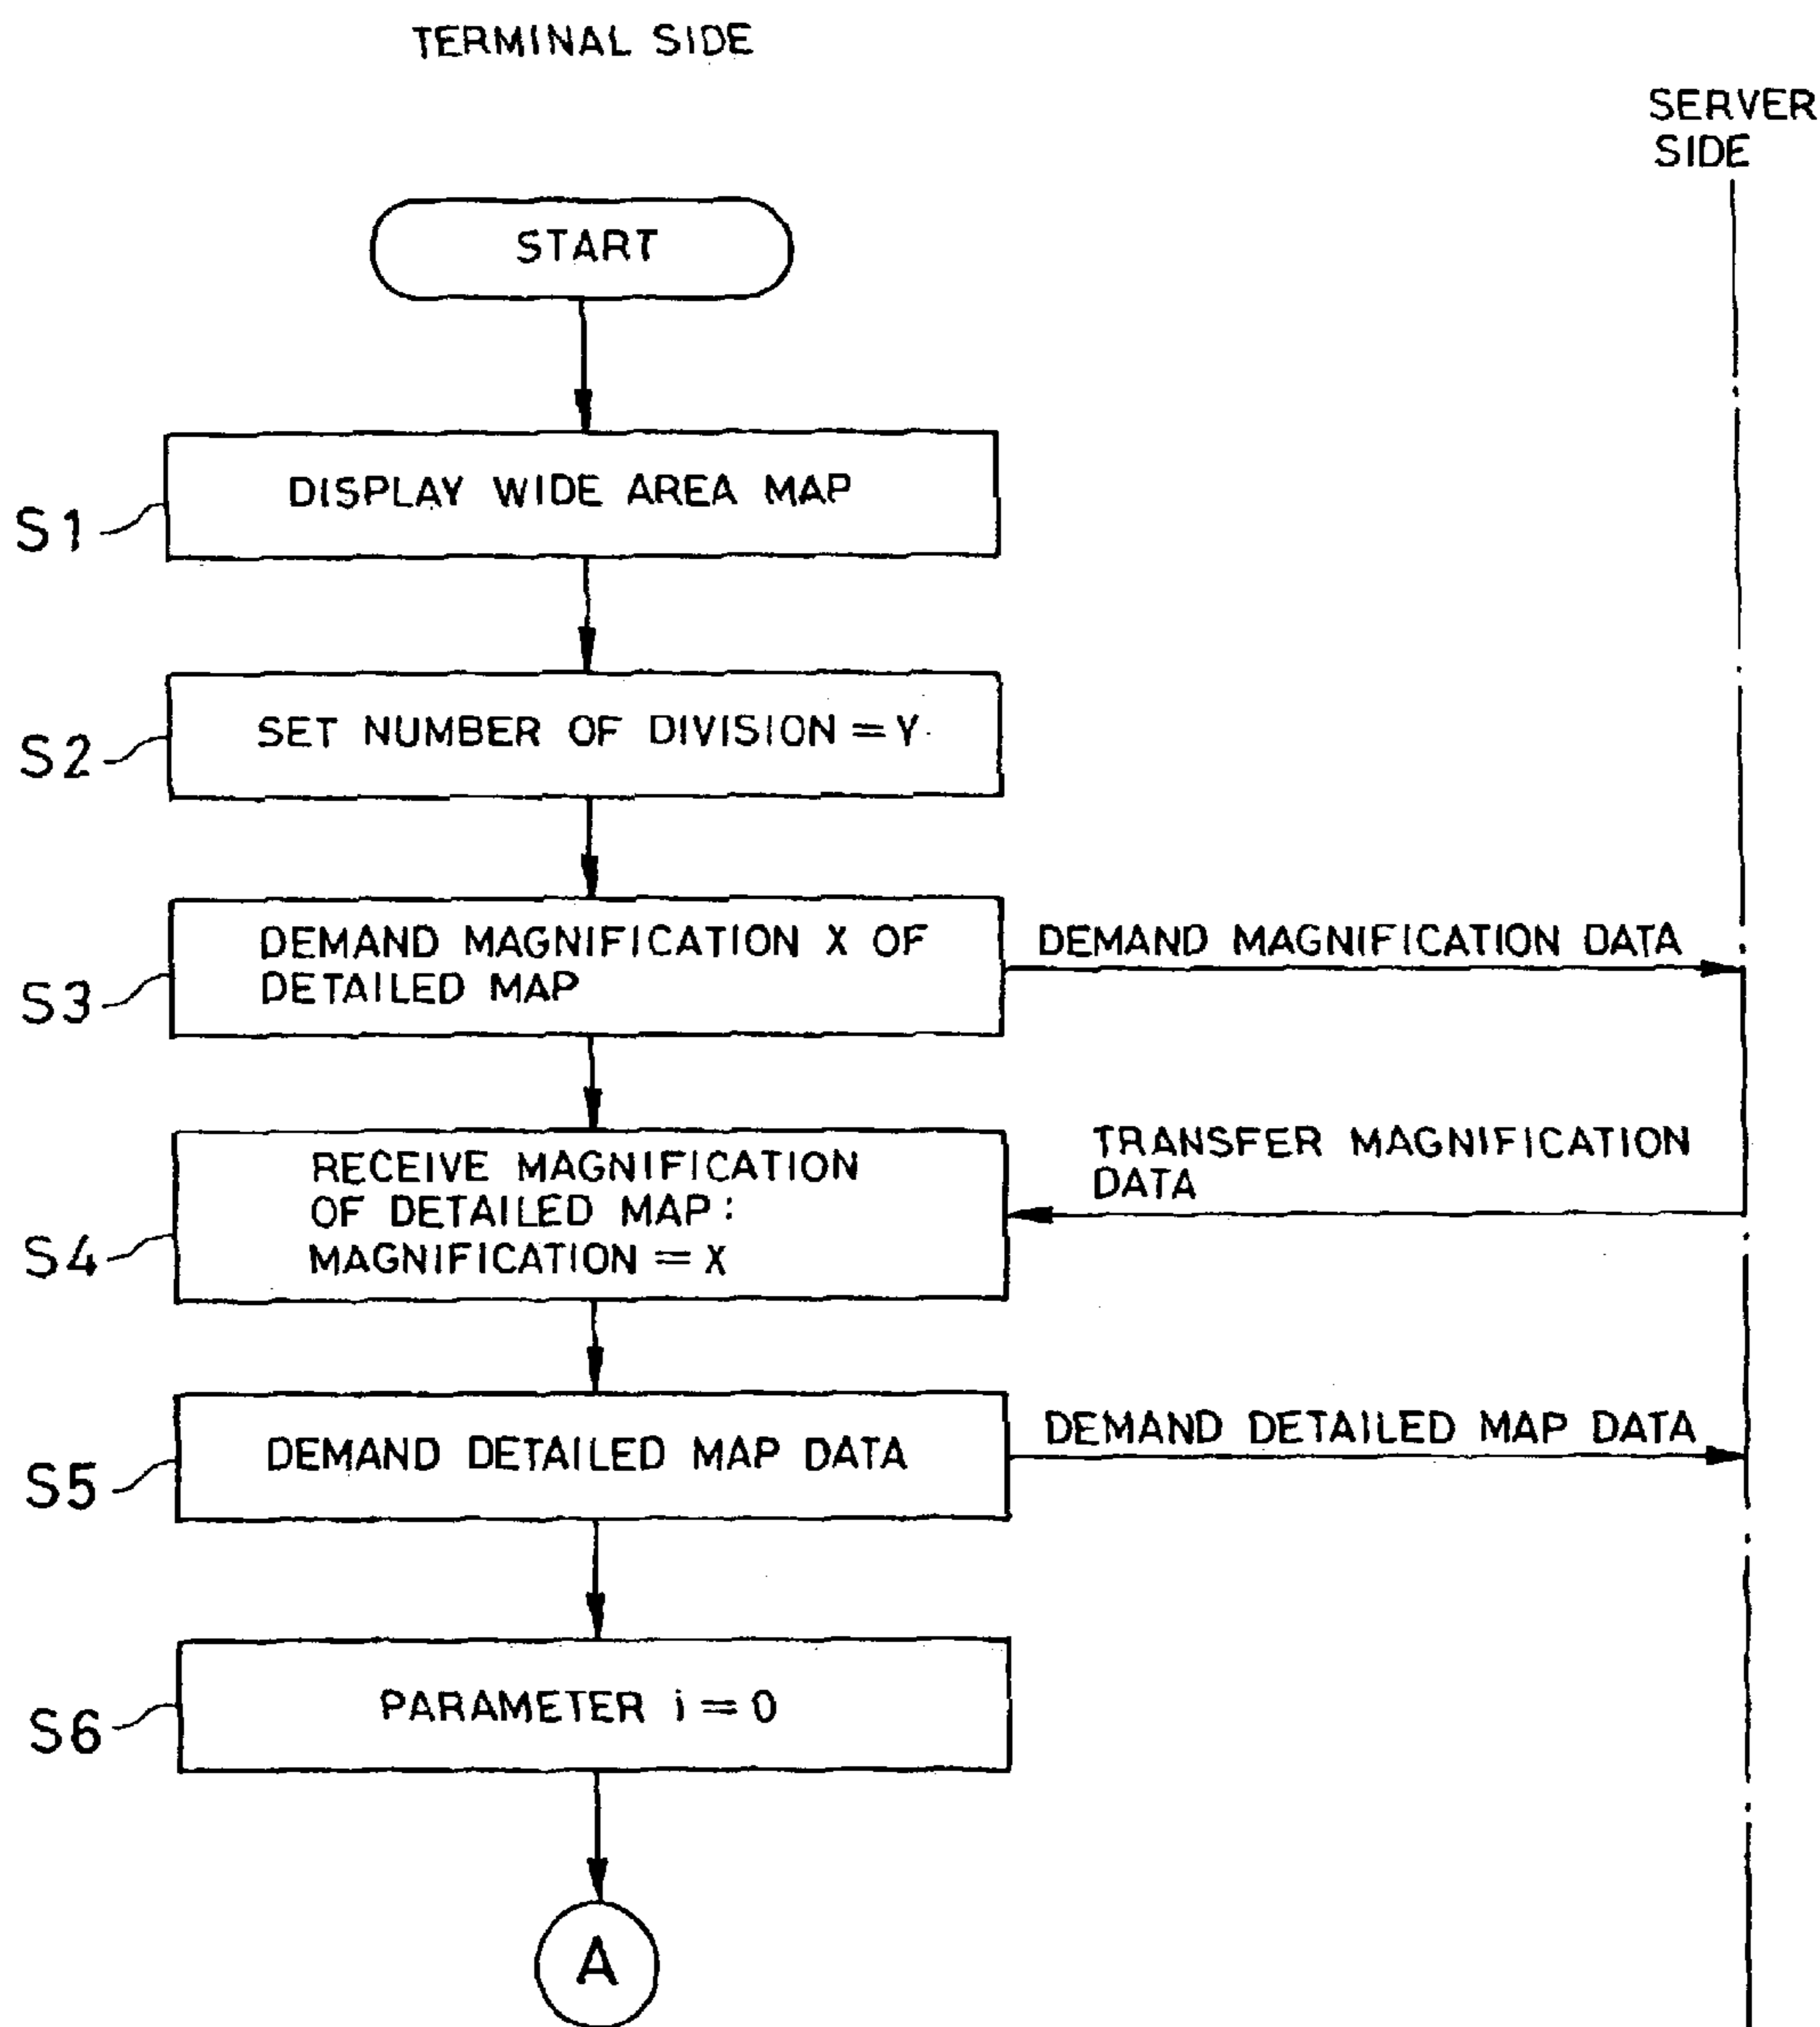 TERMINAL SIDE
SERVER
SIDE
START
DISPLAY WIDE AREA MAP
S1
SET NUMBER OF DIVISION = Y
S2
DEMAND MAGNIFICATION X OF
DETAILED MAP
S3
DEMAND MAGNIFICATION DATA
RECEIVE MAGNIFICATION
OF DETAILED MAP:
MAGNIFICATION = X
S4
TRANSFER MAGNIFICATION
DATA
DEMAND DETAILED MAP DATA
S5
DEMAND DETAILED MAP DATA
PARAMETER i = 0
S6
A